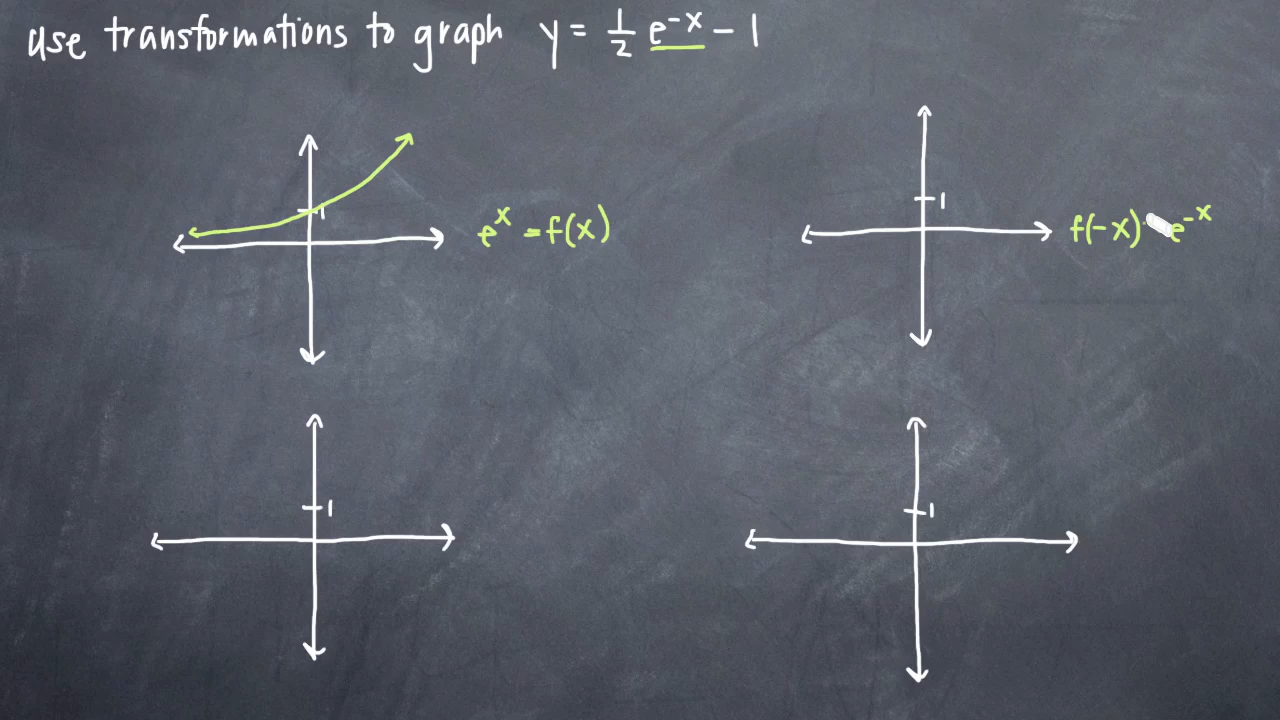 use transformations to graph y = 1/2 e^-x - 1
1
e^x = f(x)
1
f(-x) e^-x
1
1